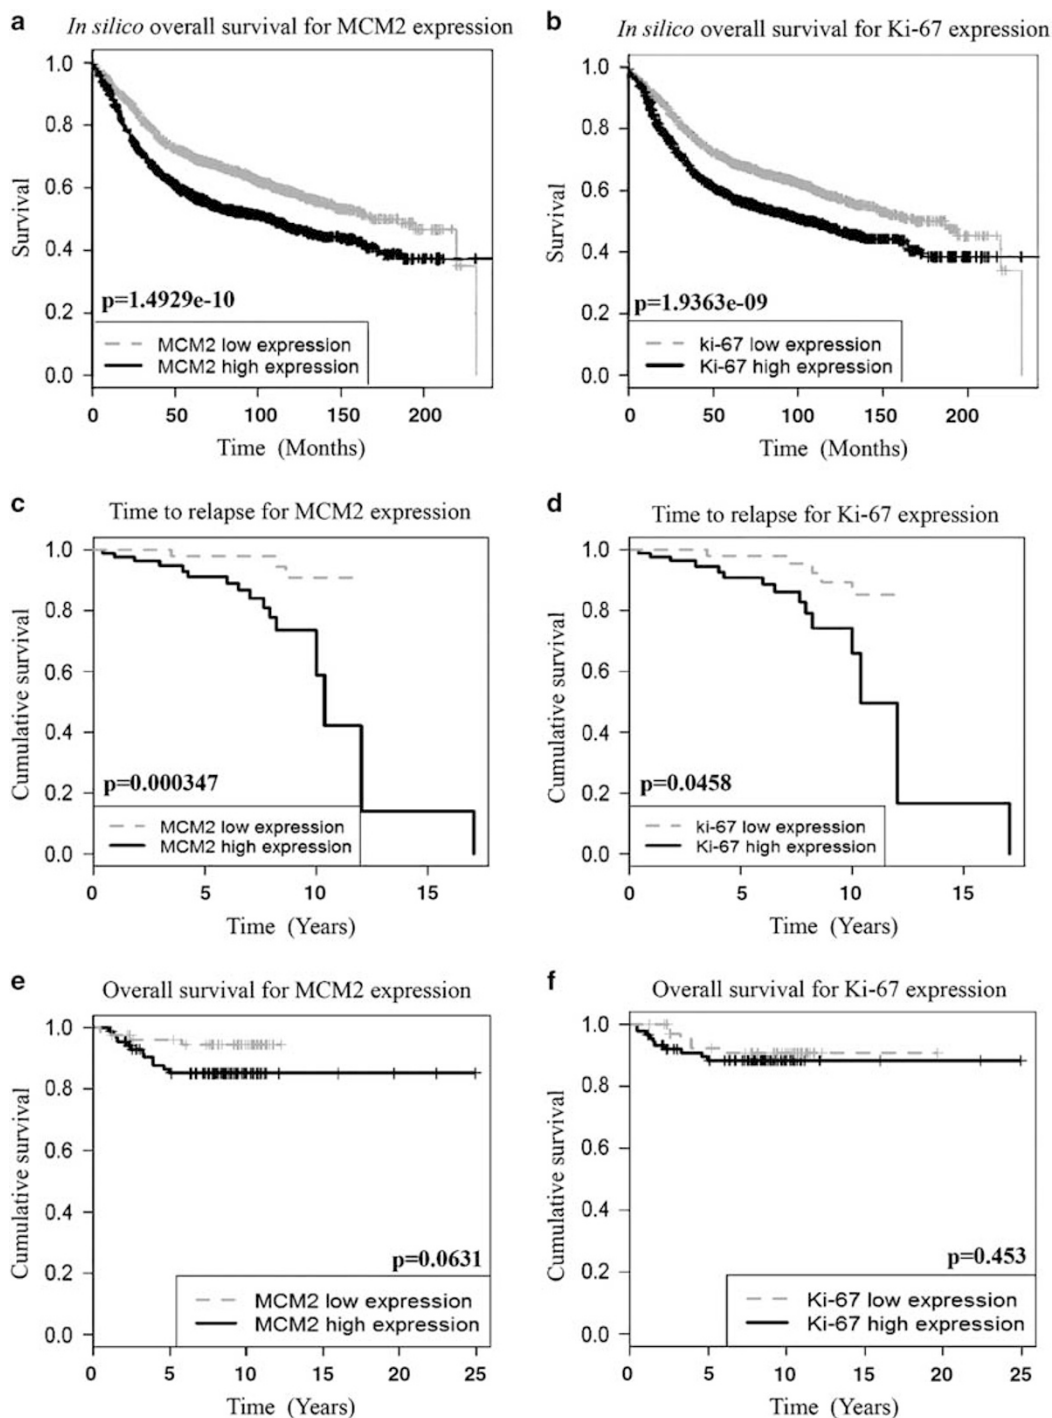 a
In silico overall survival for MCM2 expression
1.0
0.8
0.6
0.4
0.2
0.0
Survival
p=1.4929e-10
MCM2 low expression
MCM2 high expression
0 50 100 150 200
Time (Months)
b
In silico overall survival for Ki-67 expression
1.0
0.8
0.6
0.4
0.2
0.0
Survival
p=1.9363e-09
ki-67 low expression
Ki-67 high expression
0 50 100 150 200
Time (Months)
c
Time to relapse for MCM2 expression
1.0
0.8
0.6
0.4
0.2
0.0
Cumulative survival
p=0.000347
MCM2 low expression
MCM2 high expression
0 5 10 15
Time (Years)
d
Time to relapse for Ki-67 expression
1.0
0.8
0.6
0.4
0.2
0.0
Cumulative survival
p=0.0458
ki-67 low expression
Ki-67 high expression
0 5 10 15
Time (Years)
e
Overall survival for MCM2 expression
1.0
0.8
0.6
0.4
0.2
0.0
Cumulative survival
p=0.0631
MCM2 low expression
MCM2 high expression
0 5 10 15 20 25
Time (Years)
f
Overall survival for Ki-67 expression
1.0
0.8
0.6
0.4
0.2
0.0
Cumulative survival
p=0.453
Ki-67 low expression
Ki-67 high expression
0 5 10 15 20 25
Time (Years)